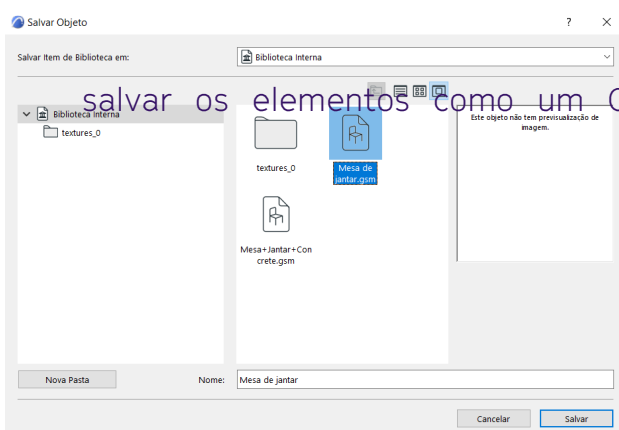 Salvar Objeto
? ×
Salvar Item de Biblioteca em:
Biblioteca Interna
salvar os elementos como um
Biblioteca Interna
textures_0
textures_0
Mesa de
jantar.gsm
Mesa+Jantar+Con
crete.gsm
Este objeto não tem previsualização de
imagem.
Nova Pasta
Nome:
Mesa de jantar
Cancelar
Salvar